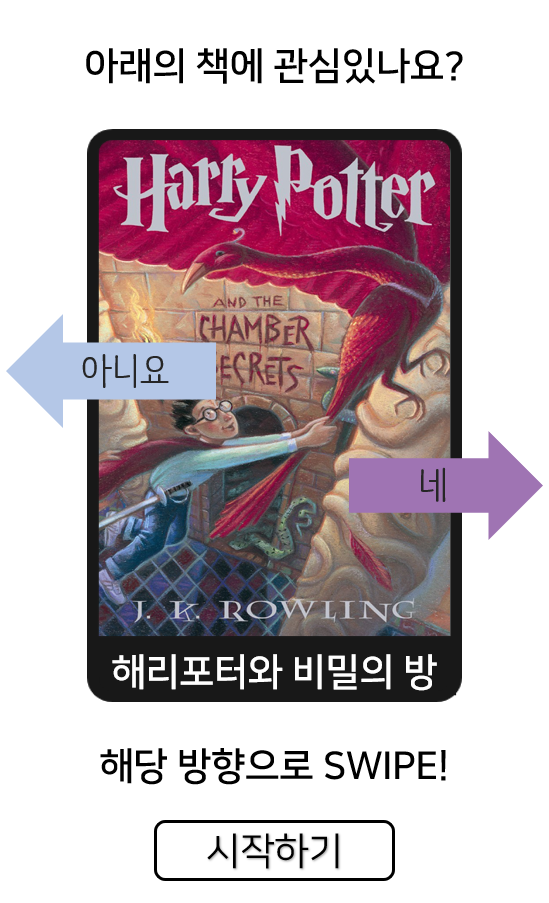 아래의 책에 관심있나요?
Harry Potter
AND THE
CHAMBER
ECRETS
아니요
네
J. K. ROWLING
해리포터와 비밀의 방
해당 방향으로 SWIPE!
시작하기